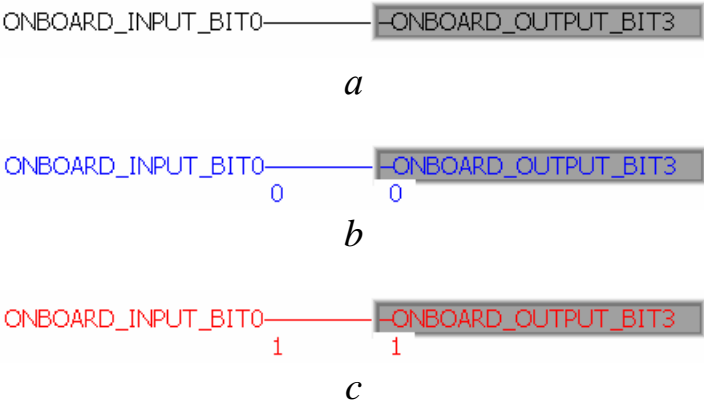 ONBOARD_INPUT_BIT0 ONBOARD_OUTPUT_BIT3
a
ONBOARD_INPUT_BIT0 ONBOARD_OUTPUT_BIT3
0 0
b
ONBOARD_INPUT_BIT0 ONBOARD_OUTPUT_BIT3
1 1
c